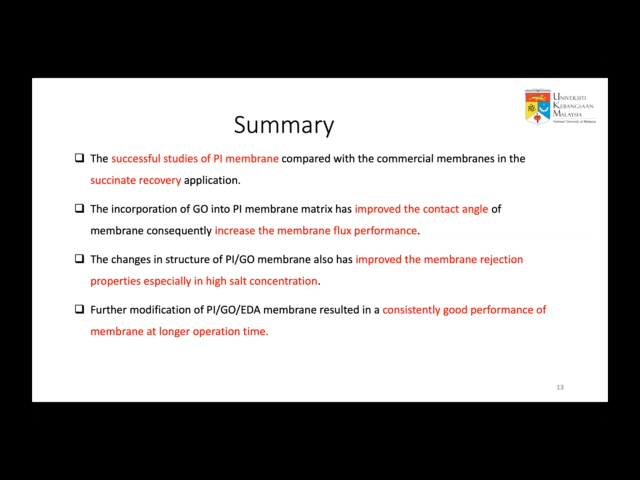 UNIVERSITI
KEBANGSAAN
MALAYSIA
National University of Malaysia
Summary
❑ The successful studies of PI membrane compared with the commercial membranes in the
succinate recovery application.
❑ The incorporation of GO into PI membrane matrix has improved the contact angle of
membrane consequently increase the membrane flux performance.
❑ The changes in structure of PI/GO membrane also has improved the membrane rejection
properties especially in high salt concentration.
❑ Further modification of PI/GO/EDA membrane resulted in a consistently good performance of
membrane at longer operation time.
13